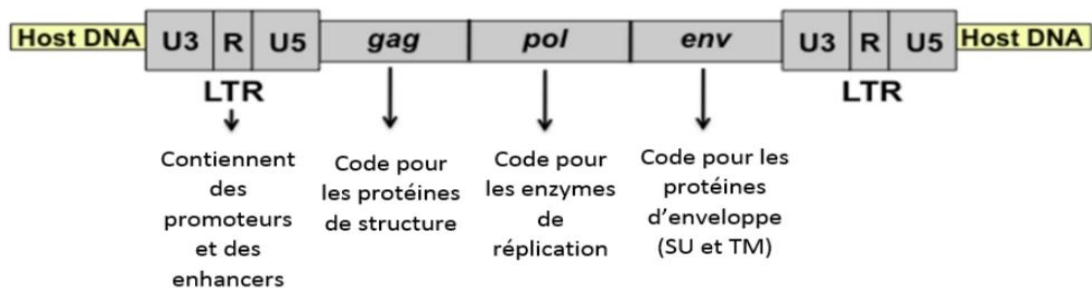 Host DNA U3 R U5 gag pol env U3 R U5 Host DNA
LTR LTR
Contiennent
des
promoteurs
et des
enhancers
Code pour
les protéines
de structure
Code pour
les enzymes
de
réplication
Code pour les
protéines
d'enveloppe
(SU et TM)